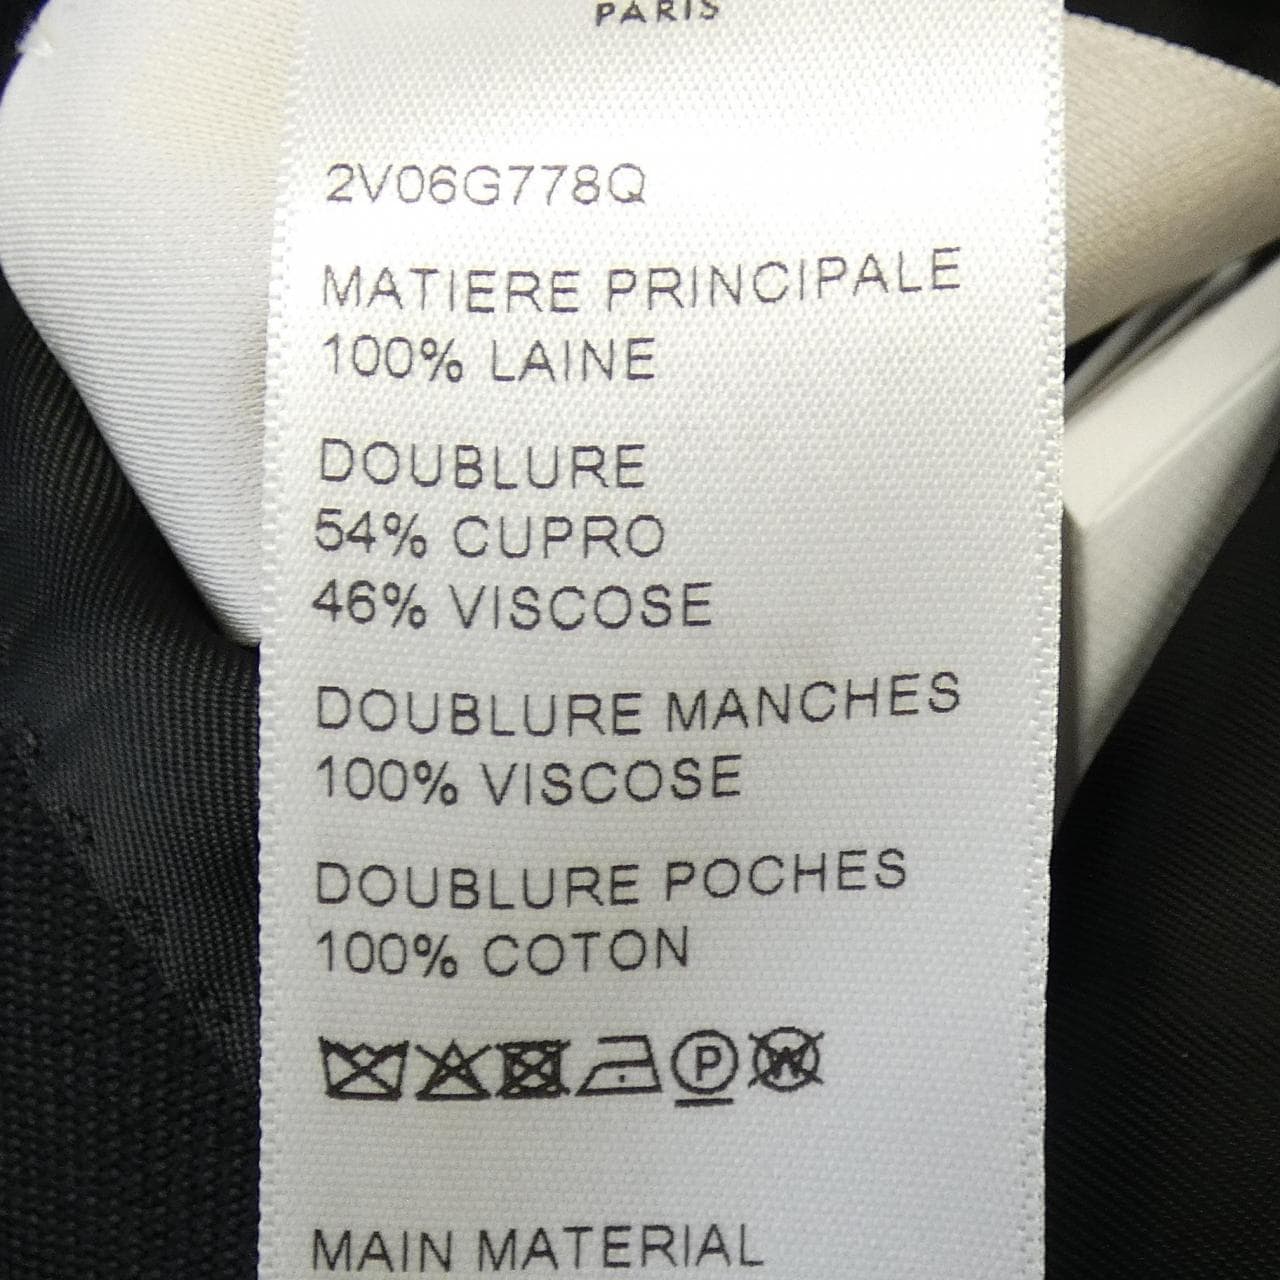 PARIS
2V06G778Q
MATIERE PRINCIPALE
100% LAINE
DOUBLURE
54% CUPRO
46% VISCOSE
DOUBLURE MANCHES
100% VISCOSE
DOUBLURE POCHES
100% COTON
P W
MAIN MATERIAL